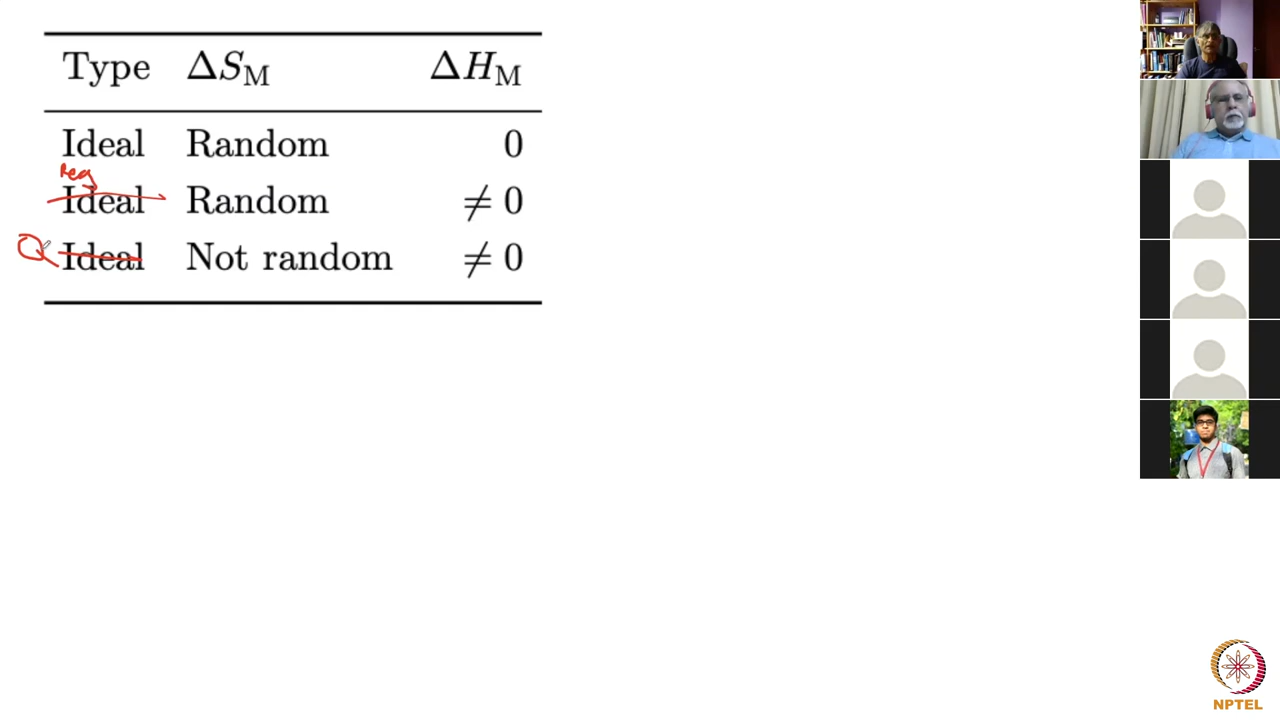 Type ΔS_M ΔH_M
Ideal Random 0
Reg
Ideal Random ≠ 0
Q Ideal Not random ≠ 0
NPTEL